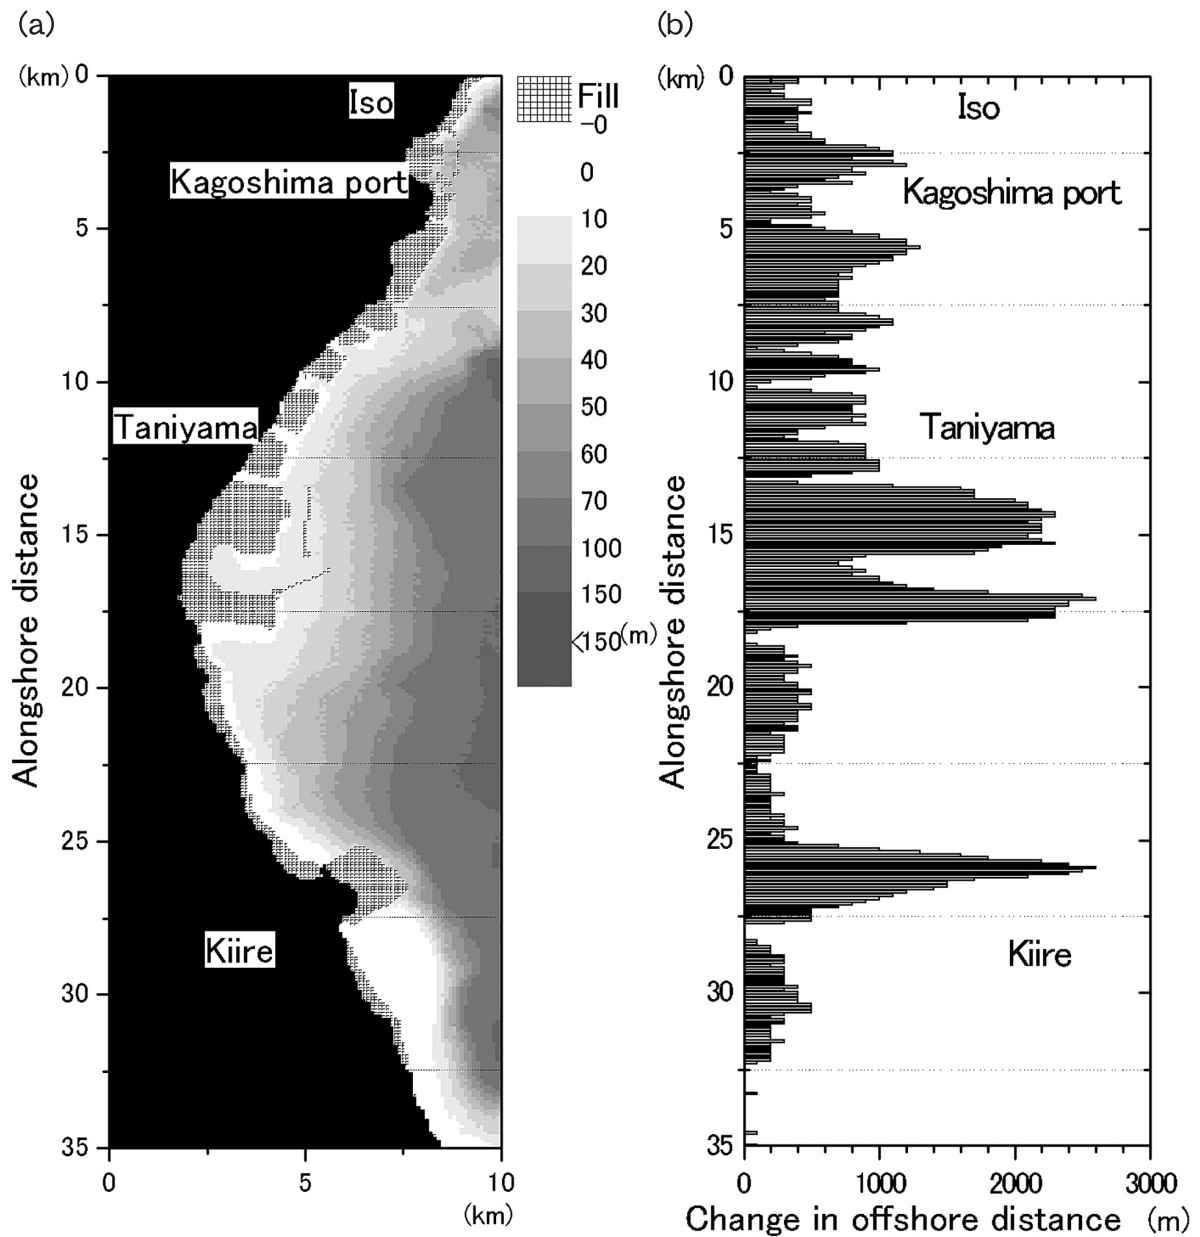 (a)
(km) 0
5
10
15
20
25
30
35
Alongshore distance
Iso
Kagoshima port
Taniyama
Kiire
0 5 10
(km)
Fill
-0
0
10
20
30
40
50
60
70
100
150
<150(m)
(b)
(km) 0
5
10
15
20
25
30
35
Alongshore distance
Iso
Kagoshima port
Taniyama
Kiire
0 1000 2000 3000
Change in offshore distance (m)